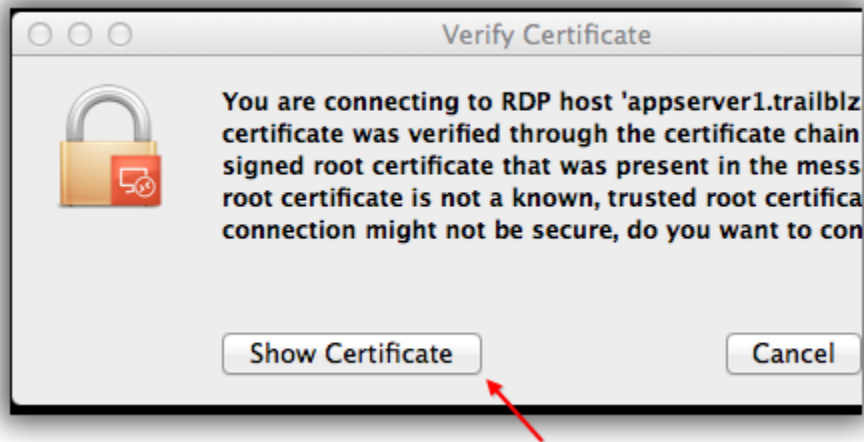 Verify Certificate
You are connecting to RDP host 'appserver1.trailblz
certificate was verified through the certificate chain
signed root certificate that was present in the mess
root certificate is not a known, trusted root certifica
connection might not be secure, do you want to con
Show Certificate
Cancel